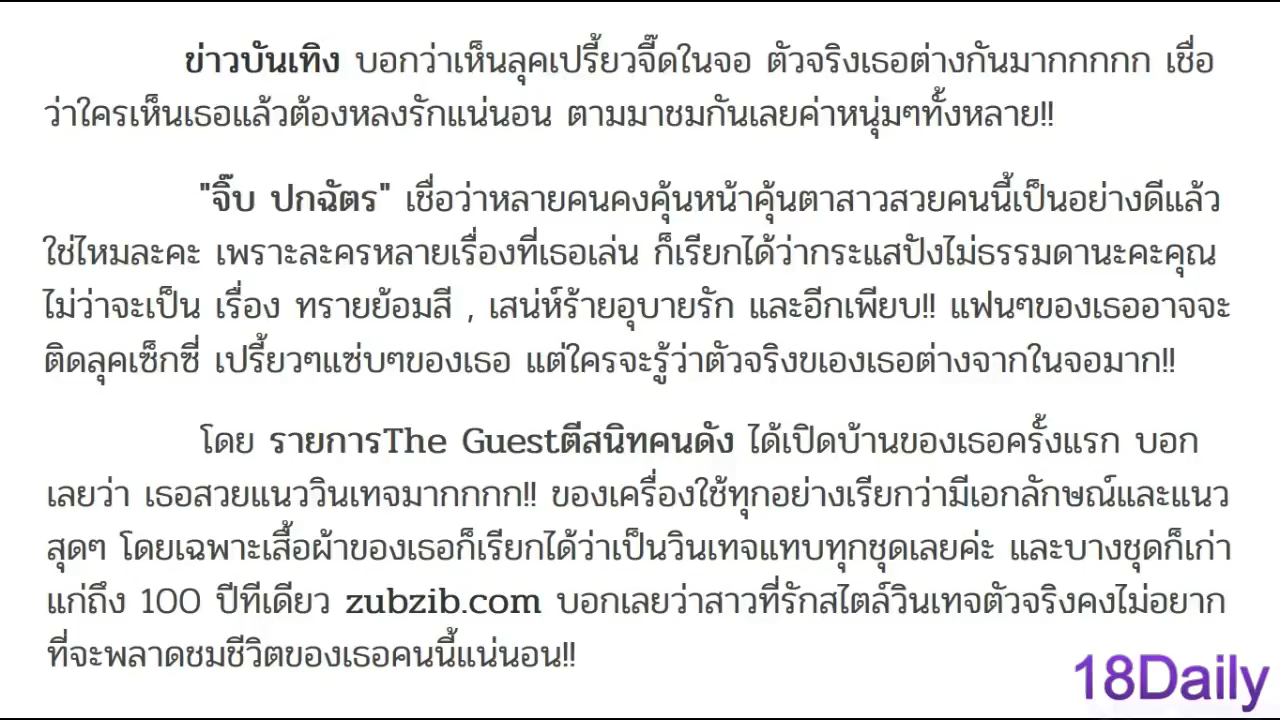 ข่าวบันเทิง บอกว่าเห็นลุคเปรี้ยวจี๊ดในจอ ตัวจริงเธอต่างกันมากกกกก เชื่อ
ว่าใครเห็นเธอแล้วต้องหลงรักแน่นอน ตามมาชมกันเลยค่าหนุ่มๆทั้งหลาย!!
"จิ๊บ ปกฉัตร" เชื่อว่าหลายคนคงคุ้นหน้าคุ้นตาสาวสวยคนนี้เป็นอย่างดีแล้ว
ใช่ไหมละคะ เพราะละครหลายเรื่องที่เธอเล่น ก็เรียกได้ว่ากระแสปังไม่ธรรมดานะคะคุณ
ไม่ว่าจะเป็น เรื่อง ทรายย้อมสี , เสน่ห์ร้ายอุบายรัก และอีกเพียบ!! แฟนๆของเธออาจจะ
ติดลุคเซ็กซี่ เปรี้ยวๆแซ่บๆของเธอ แต่ใครจะรู้ว่าตัวจริงขเองเธอต่างจากในจอมาก!!
โดย รายการThe Guestตีสนิทคนดัง ได้เปิดบ้านของเธอครั้งแรก บอก
เลยว่า เธอสวยแนววินเทจมากกกก!! ของเครื่องใช้ทุกอย่างเรียกว่ามีเอกลักษณ์และแนว
สุดๆ โดยเฉพาะเสื้อผ้าของเธอก็เรียกได้ว่าเป็นวินเทจแทบทุกชุดเลยค่ะ และบางชุดก็เก่า
แก่ถึง 100 ปีทีเดียว zubzib.com บอกเลยว่าสาวที่รักสไตล์วินเทจตัวจริงคงไม่อยาก
ที่จะพลาดชมชีวิตของเธอคนนี้แน่นอน!!
18Daily